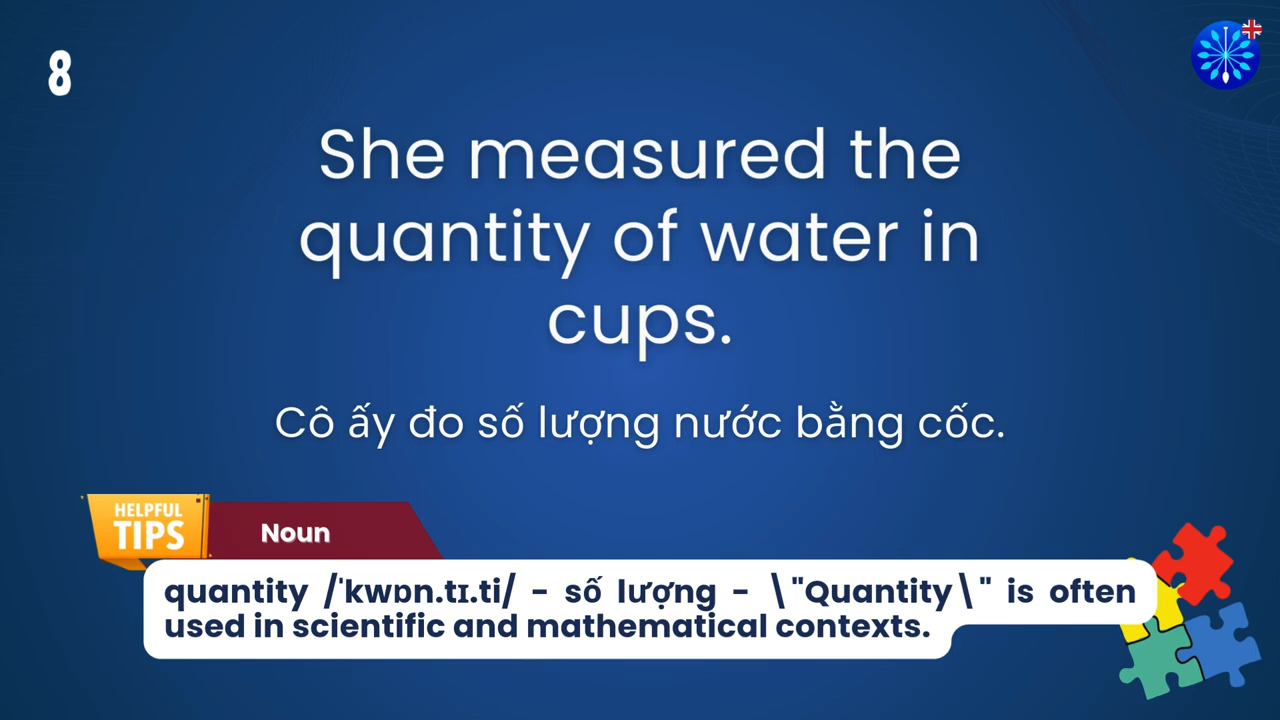 8
She measured the
quantity of water in
cups.
Cô ấy đo số lượng nước bằng cốc.
HELPFUL
TIPS
Noun
quantity /ˈkwɒn.tɪ.ti/ - số lượng - \"Quantity\" is often
used in scientific and mathematical contexts.